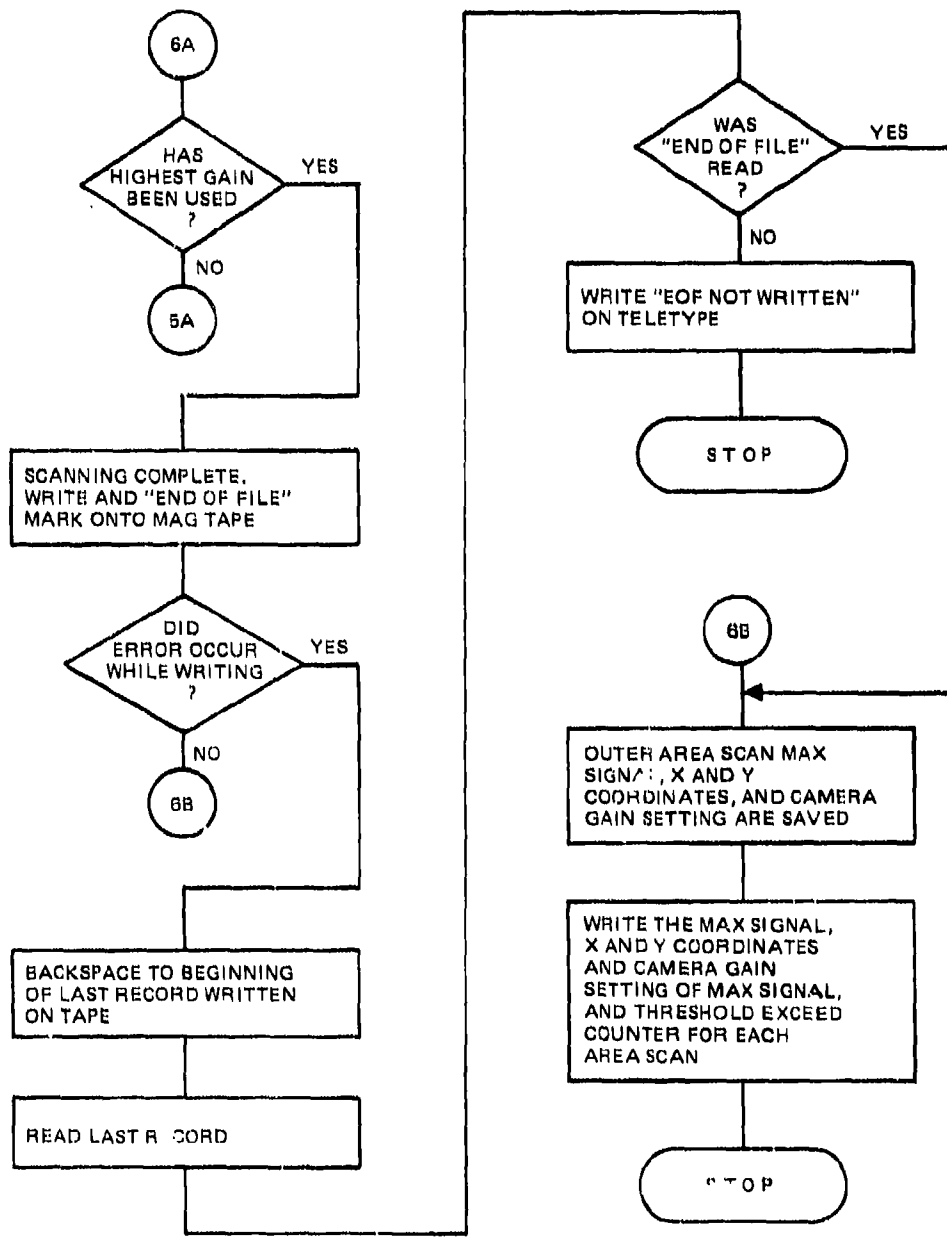 6A
HAS
HIGHEST GAIN
BEEN USED
?
YES
NO
5A
SCANNING COMPLETE,
WRITE AND "END OF FILE"
MARK ONTO MAG TAPE
DID
ERROR OCCUR
WHILE WRITING
?
YES
NO
6B
BACKSPACE TO BEGINNING
OF LAST RECORD WRITTEN
ON TAPE
READ LAST
WAS
"END OF FILE"
READ
?
YES
NO
WRITE "EOF NOT WRITTEN"
ON TELETYPE
STOP
6B
OUTER AREA SCAN MAX
X AND Y
COORDINATES, AND CAMERA
GAIN SETTING ARE SAVED
WRITE THE MAX SIGNAL,
X AND Y COORDINATES
AND CAMERA GAIN
SETTING OF MAX SIGNAL,
AND THRESHOLD EXCEED
COUNTER FOR EACH
AREA SCAN